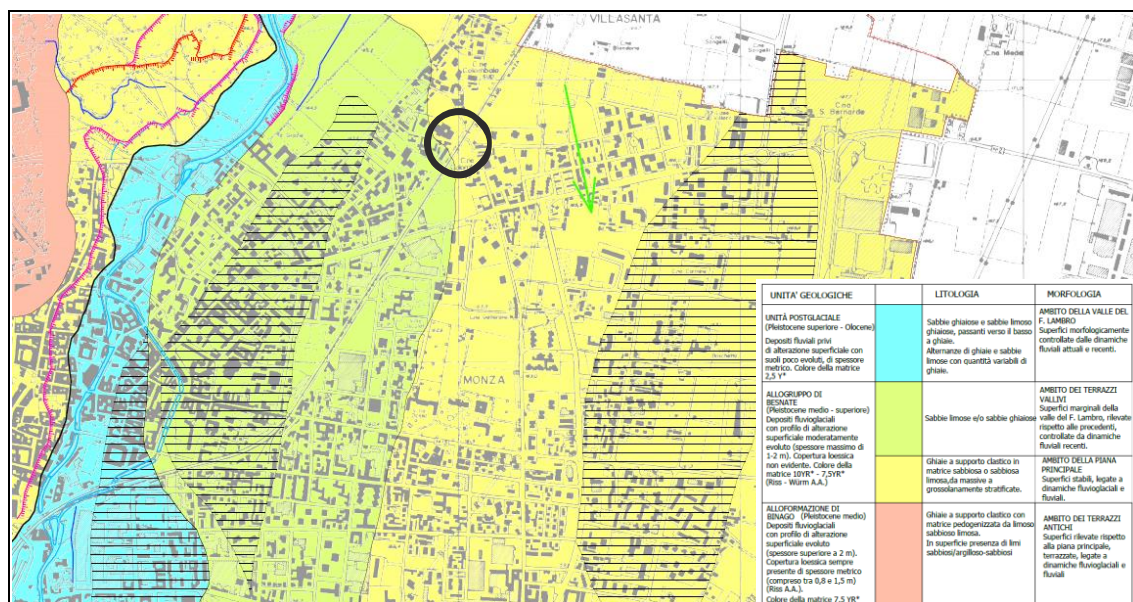 VILLASANTA
MONZA
S. Bernardo
UNITA' GEOLOGICHE
LITOLOGIA
MORFOLOGIA
UNITÀ POSTGLACIALE
(Pleistocene superiore - Olocene)
Depositi fluviali privi
di alterazione superficiale con
suoli poco evoluti, di spessore
metrico. Colore della matrice
2,5 Y*
Sabbie ghiaiose e sabbie limoso
ghiaiose, passanti verso il basso
a ghiaie.
Alternanze di ghiaie e sabbie
limose con quantità variabili di
ghiaie.
AMBITO DELLA VALLE DEL
F. LAMBRO
Superfici morfologicamente
controllate dalle dinamiche
fluviali attuali e recenti.
ALLOGRUPPO DI
BESNATE
(Pleistocene medio - superiore)
Depositi fluvioglaciali
con profilo di alterazione
superficiale moderatamente
evoluto (spessore massimo di
1-2 m). Copertura loessica
non evidente. Colore della
matrice 10YR* - 7,5YR*
(Riss - Würm A.A.)
Sabbie limose e/o sabbie ghiaiose
AMBITO DEI TERRAZZI
VALLIVI
Superfici marginali della
valle del F. Lambro, rilevate
rispetto alle precedenti,
controllate da dinamiche
fluviali recenti.
Ghiaie a supporto clastico in
matrice sabbiosa o sabbiosa
limosa,da massive a
grossolanamente stratificate.
AMBITO DELLA PIANA
PRINCIPALE
Superfici stabili, legate a
dinamiche fluvioglaciali e
fluviali.
ALLOFORMAZIONE DI
BINAGO (Pleistocene medio)
Depositi fluvioglaciali
con profilo di alterazione
superficiale evoluto
(spessore superiore a 2 m).
Copertura loessica sempre
presente di spessore metrico
(compreso tra 0,8 e 1,5 m)
(Riss A.A.).
Colore della matrice 7,5 YR*
Ghiaie a supporto clastico con
matrice pedogenizzata da limoso
sabbioso limosa.
In superficie presenza di limi
sabbiosi/argilloso-sabbiosi
AMBITO DEI TERRAZZI
ANTICHI
Superfici rilevate rispetto
alla piana principale,
terrazzate, legate a
dinamiche fluvioglaciali e
fluviali